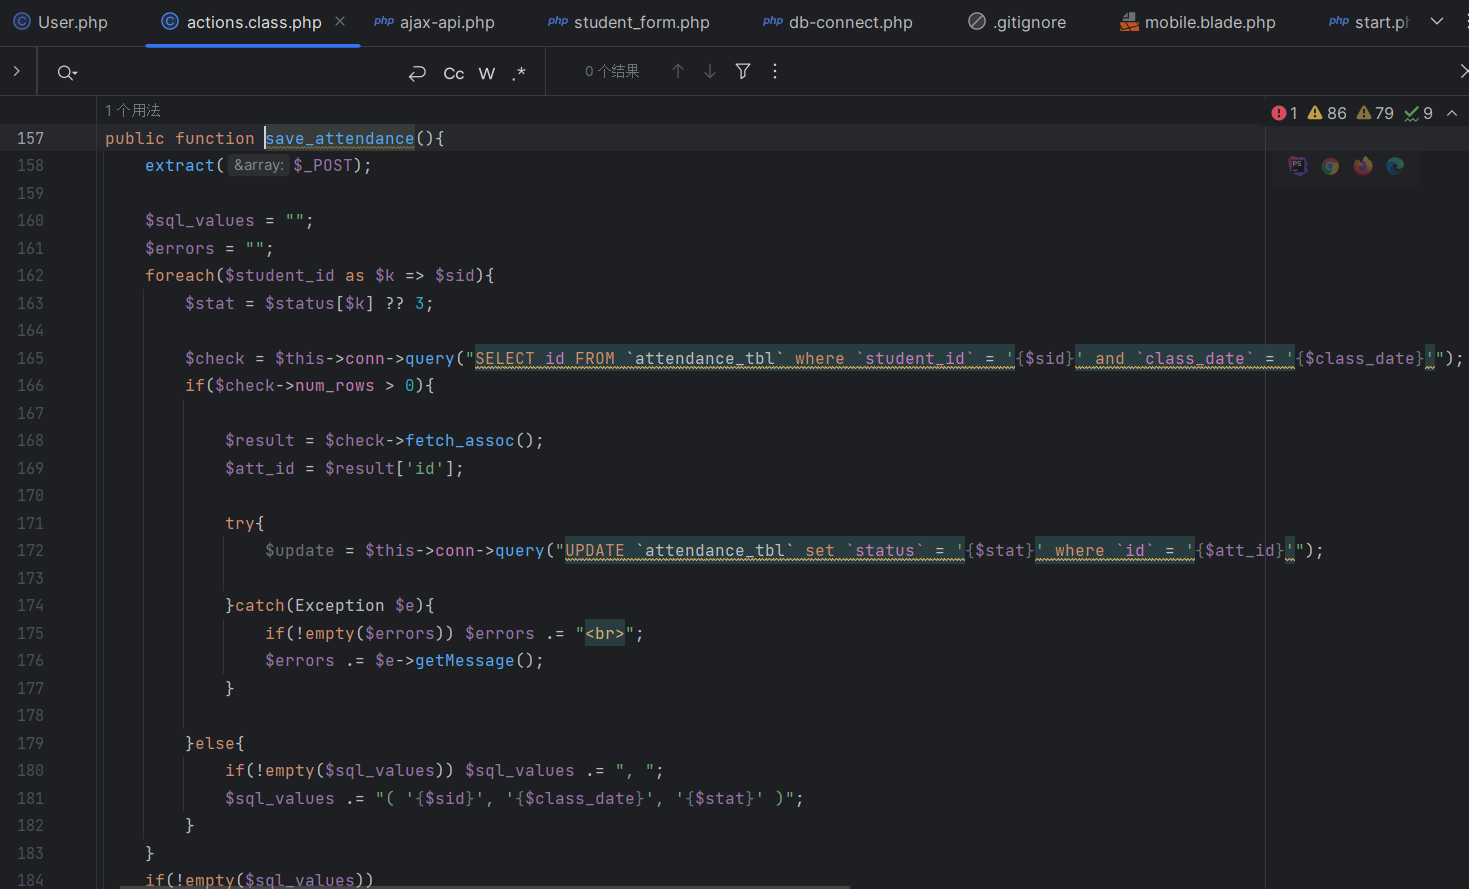 User.php actions.class.php ajax-api.php student_form.php db-connect.php .gitignore mobile.blade.php start.p
Cc W .* 0 个结果
1 个用法
1 86 79 9
157 public function save_attendance(){
158 extract( &array: $_POST);
159
160 $sql_values = "";
161 $errors = "";
162 foreach($student_id as $k => $sid){
163 $stat = $status[$k] ?? 3;
164
165 $check = $this->conn->query("SELECT id FROM `attendance_tbl` where `student_id` = '{$sid}' and `class_date` = '{$class_date}'");
166 if($check->num_rows > 0){
167
168 $result = $check->fetch_assoc();
169 $att_id = $result['id'];
170
171 try{
172 $update = $this->conn->query("UPDATE `attendance_tbl` set `status` = '{$stat}' where `id` = '{$att_id}'");
173
174 }catch(Exception $e){
175 if(!empty($errors)) $errors .= "<br>";
176 $errors .= $e->getMessage();
177 }
178
179 }else{
180 if(!empty($sql_values)) $sql_values .= ", ";
181 $sql_values .= "( '{$sid}', '{$class_date}', '{$stat}' )";
182 }
183 }
184 if(!empty($sql_values))